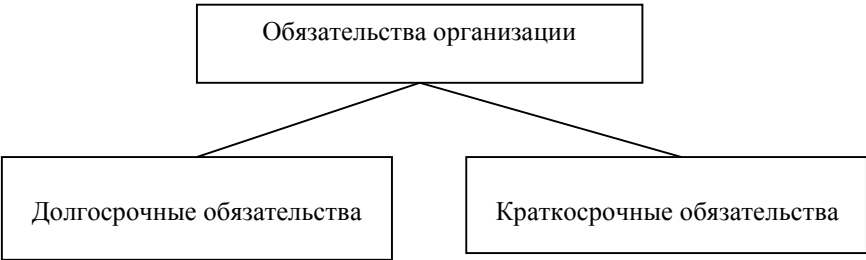 Обязательства организации
Долгосрочные обязательства
Краткосрочные обязательства